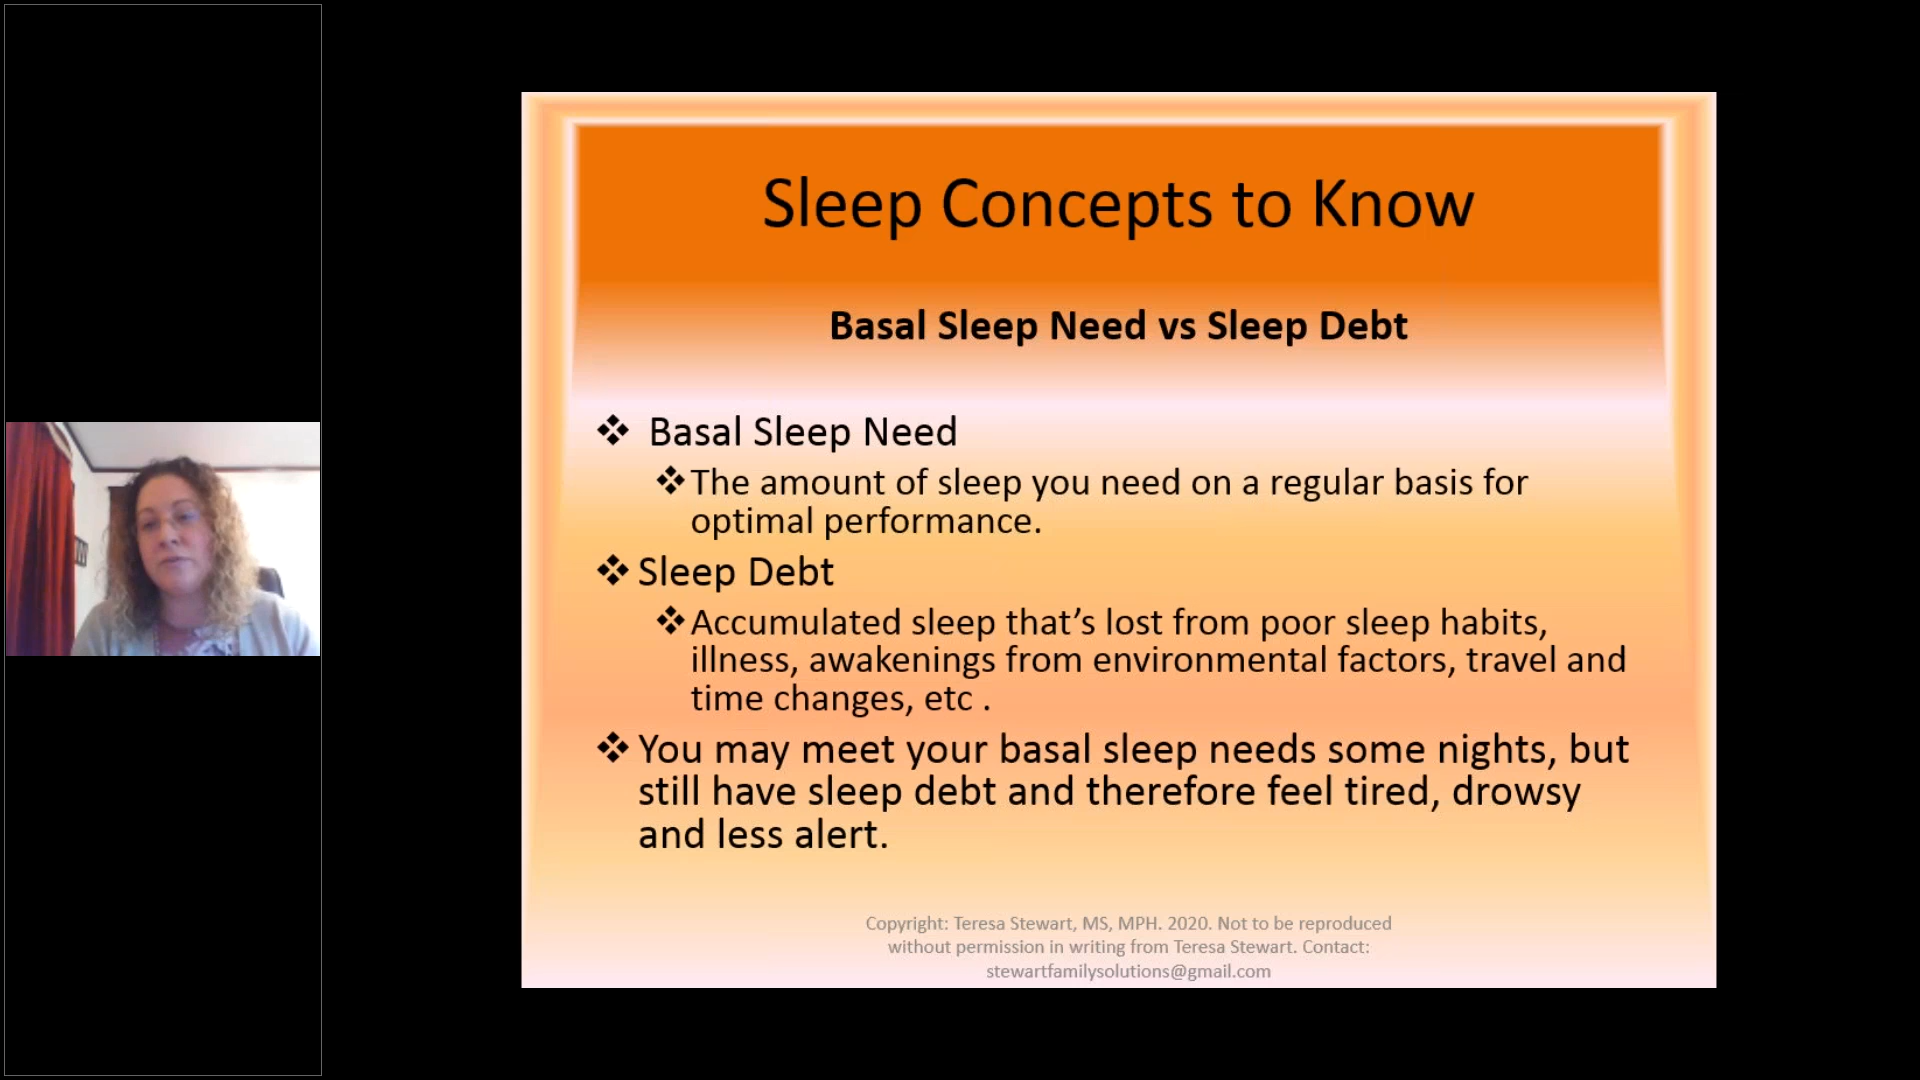 Sleep Concepts to Know
Basal Sleep Need vs Sleep Debt
❖ Basal Sleep Need
❖ The amount of sleep you need on a regular basis for
optimal performance.
❖ Sleep Debt
❖ Accumulated sleep that’s lost from poor sleep habits,
illness, awakenings from environmental factors, travel and
time changes, etc .
❖ You may meet your basal sleep needs some nights, but
still have sleep debt and therefore feel tired, drowsy
and less alert.
Copyright: Teresa Stewart, MS, MPH. 2020. Not to be reproduced
without permission in writing from Teresa Stewart. Contact:
stewartfamilysolutions@gmail.com